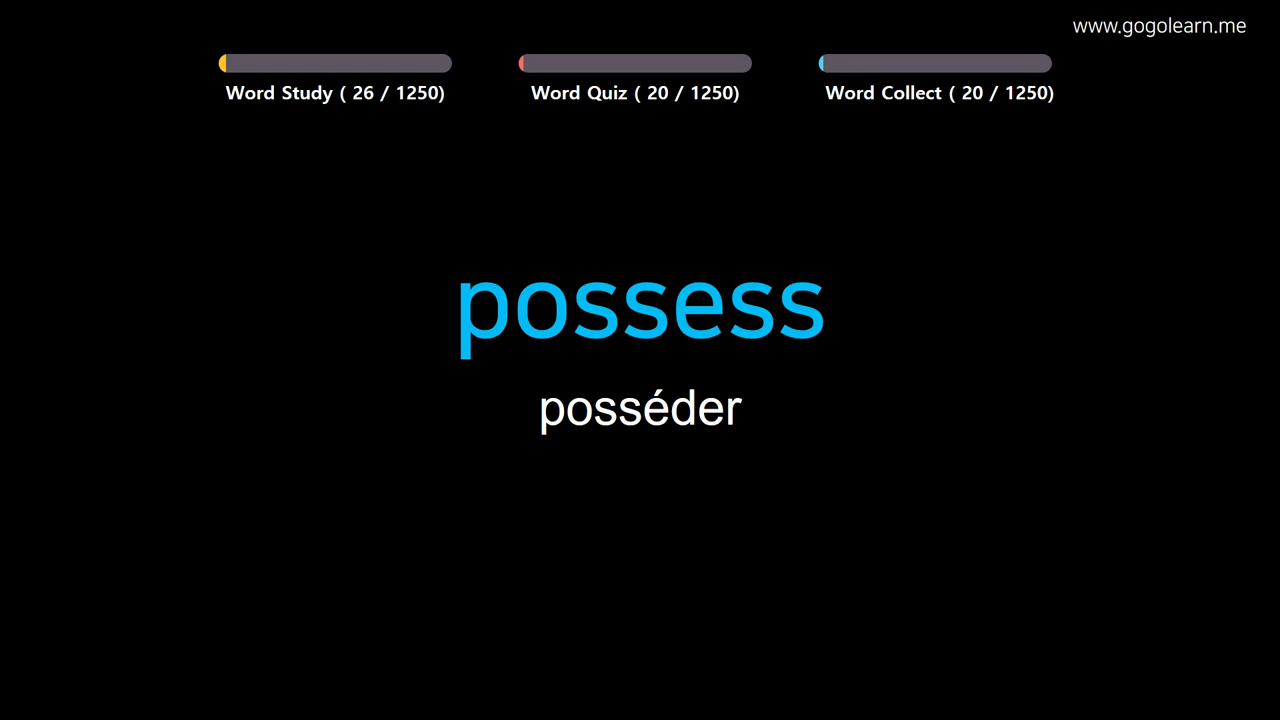 www.gogolearn.me
Word Study ( 26 / 1250)
Word Quiz ( 20 / 1250)
Word Collect ( 20 / 1250)
possess
posséder